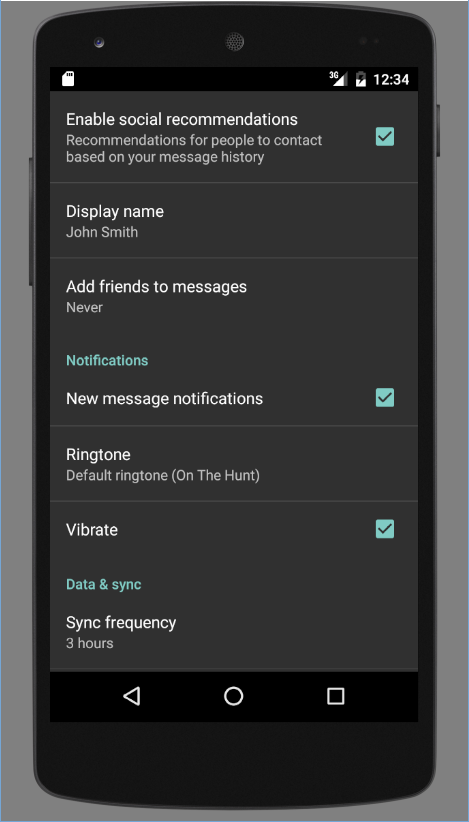 3G 12:34
Enable social recommendations
Recommendations for people to contact
based on your message history
Display name
John Smith
Add friends to messages
Never
Notifications
New message notifications
Ringtone
Default ringtone (On The Hunt)
Vibrate
Data & sync
Sync frequency
3 hours